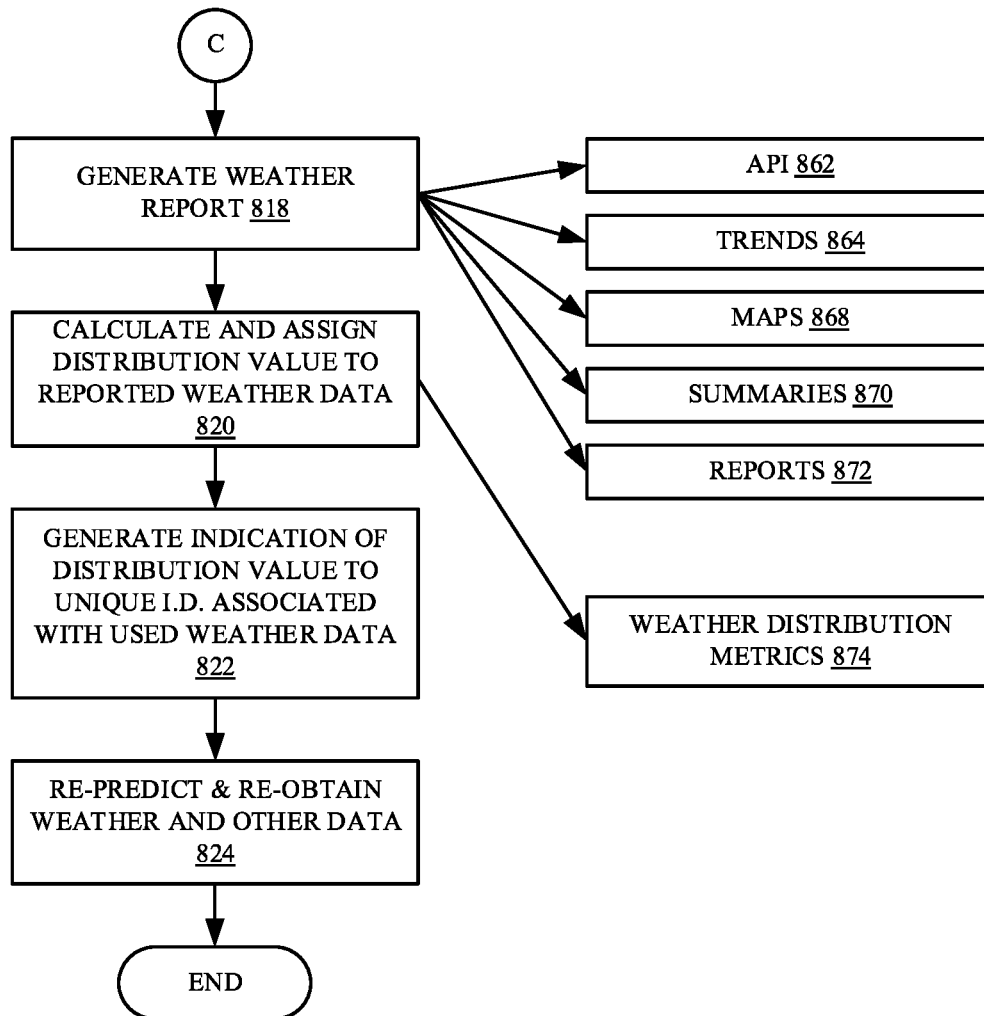 C
GENERATE WEATHER
REPORT 818
API 862
TRENDS 864
MAPS 868
SUMMARIES 870
REPORTS 872
CALCULATE AND ASSIGN
DISTRIBUTION VALUE TO
REPORTED WEATHER DATA
820
GENERATE INDICATION OF
DISTRIBUTION VALUE TO
UNIQUE I.D. ASSOCIATED
WITH USED WEATHER DATA
822
WEATHER DISTRIBUTION
METRICS 874
RE-PREDICT & RE-OBTAIN
WEATHER AND OTHER DATA
824
END